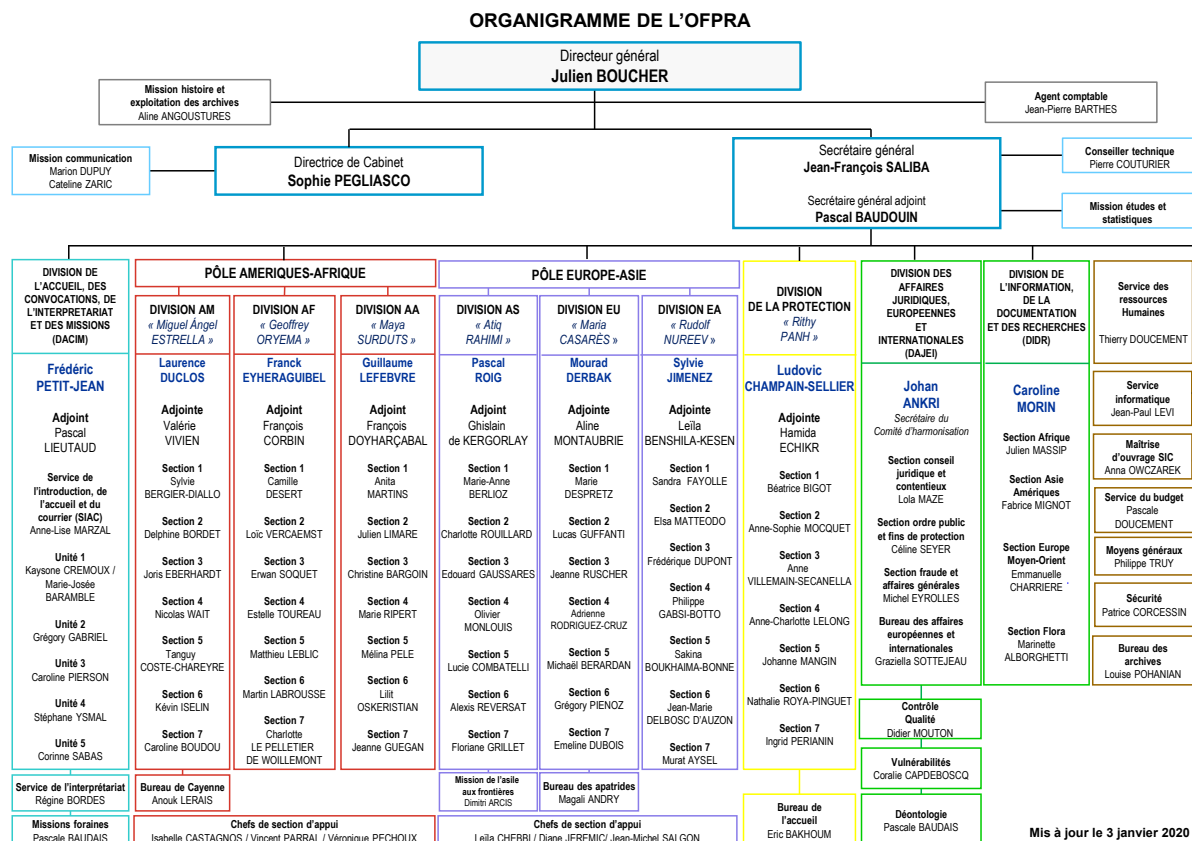 ORGANIGRAMME DE L'OFPRA
Directeur général
Julien BOUCHER
Mission histoire et
exploitation des archives
Aline ANGOUSTURES
Agent comptable
Jean-Pierre BARTHES
Mission communication
Marion DUPUY
Cateline ZARIC
Directrice de Cabinet
Sophie PEGLIASCO
Secrétaire général
Jean-François SALIBA
Secrétaire général adjoint
Pascal BAUDOUIN
Conseiller technique
Pierre COUTURIER
Mission études et
statistiques
DIVISION DE
L'ACCUEIL, DES
CONVOCATIONS, DE
L'INTERPRETARIAT
ET DES MISSIONS
(DACIM)
Frédéric
PETIT-JEAN
Adjoint
Pascal
LIEUTAUD
Service de
l'introduction, de
l'accueil et du
courrier (SIAC)
Anne-Lise MARZAL
Unité 1
Kaysone CREMOUX /
Marie-Josée
BARAMBLE
Unité 2
Grégory GABRIEL
Unité 3
Caroline PIERSON
Unité 4
Stéphane YSMAL
Unité 5
Corinne SABAS
Service de l'interprétariat
Régine BORDES
Missions foraines
Pascale BAUDAIS
PÔLE AMERIQUES-AFRIQUE
DIVISION AM
« Miguel Ángel
ESTRELLA »
Laurence
DUCLOS
Adjointe
Valérie
VIVIEN
Section 1
Sylvie
BERGIER-DIALLO
Section 2
Delphine BORDET
Section 3
Joris EBERHARDT
Section 4
Nicolas WAIT
Section 5
Tanguy
COSTE-CHAREYRE
Section 6
Kévin ISELIN
Section 7
Caroline BOUDOU
Bureau de Cayenne
Anouk LERAIS
DIVISION AF
« Geoffrey
ORYEMA »
Franck
EYHERAGUIBEL
Adjoint
François
CORBIN
Section 1
Camille
DESERT
Section 2
Loïc VERCAEMST
Section 3
Erwan SOQUET
Section 4
Estelle TOUREAU
Section 5
Matthieu LEBLIC
Section 6
Martin LABROUSSE
Section 7
Charlotte
LE PELLETIER
DE WOILLEMONT
DIVISION AA
« Maya
SURDUTS »
Guillaume
LEFEBVRE
Adjoint
François
DOYHARÇABAL
Section 1
Anita
MARTINS
Section 2
Julien LIMARE
Section 3
Christine BARGOIN
Section 4
Marie RIPERT
Section 5
Mélina PELE
Section 6
Lilit
OSKERISTIAN
Section 7
Jeanne GUEGAN
Chefs de section d'appui
Isabelle CASTAGNOS / Vincent PARRAL / Véronique PECHOUX
PÔLE EUROPE-ASIE
DIVISION AS
« Atiq
RAHIMI »
Pascal
ROIG
Adjoint
Ghislain
de KERGORLAY
Section 1
Marie-Anne
BERLIOZ
Section 2
Charlotte ROUILLARD
Section 3
Edouard GAUSSARES
Section 4
Olivier
MONLOUIS
Section 5
Lucie COMBATELLI
Section 6
Alexis REVERSAT
Section 7
Floriane GRILLET
Mission de l'asile
aux frontières
Dimitri ARCIS
DIVISION EU
« Maria
CASARÈS »
Mourad
DERBAK
Adjointe
Aline
MONTAUBRIE
Section 1
Marie
DESPRETZ
Section 2
Lucas GUFFANTI
Section 3
Jeanne RUSCHER
Section 4
Adrienne
RODRIGUEZ-CRUZ
Section 5
Michaël BERARDAN
Section 6
Grégory PIENOZ
Section 7
Emeline DUBOIS
Bureau des apatrides
Magali ANDRY
DIVISION EA
« Rudolf
NUREEV »
Sylvie
JIMENEZ
Adjointe
Leïla
BENSHILA-KESEN
Section 1
Sandra FAYOLLE
Section 2
Elsa MATTEODO
Section 3
Frédérique DUPONT
Section 4
Philippe
GABSI-BOTTO
Section 5
Sakina
BOUKHAIMA-BONNE
Section 6
Jean-Marie
DELBOSC D'AUZON
Section 7
Murat AYSEL
Chefs de section d'appui
Leïla CHEBBI / Diane JEREMIC/ Jean-Michel SALGON
DIVISION
DE LA PROTECTION
« Rithy
PANH »
Ludovic
CHAMPAIN-SELLIER
Adjointe
Hamida
ECHIKR
Section 1
Béatrice BIGOT
Section 2
Anne-Sophie MOCQUET
Section 3
Anne
VILLEMAIN-SECANELLA
Section 4
Anne-Charlotte LELONG
Section 5
Johanne MANGIN
Section 6
Nathalie ROYA-PINGUET
Section 7
Ingrid PERIANIN
Bureau de
l'accueil
Eric BAKHOUM
DIVISION DES
AFFAIRES
JURIDIQUES,
EUROPEENNES
ET
INTERNATIONALES
(DAJEI)
Johan
ANKRI
Secrétaire du
Comité d'harmonisation
Section conseil
juridique et
contentieux
Lola MAZE
Section ordre public
et fins de protection
Céline SEYER
Section fraude et
affaires générales
Michel EYROLLES
Bureau des affaires
européennes et
internationales
Graziella SOTTEJEAU
Contrôle
Qualité
Didier MOUTON
Vulnérabilités
Coralie CAPDEBOSCQ
Déontologie
Pascale BAUDAIS
DIVISION DE
L'INFORMATION,
DE LA
DOCUMENTATION
ET DES RECHERCHES
(DIDR)
Caroline
MORIN
Section Afrique
Julien MASSIP
Section Asie
Amériques
Fabrice MIGNOT
Section Europe
Moyen-Orient
Emmanuelle
CHARRIERE
Section Flora
Marinette
ALBORGHETTI
Service des
ressources
Humaines
Thierry DOUCEMENT
Service
informatique
Jean-Paul LEVI
Maîtrise
d'ouvrage SIC
Anna OWCZAREK
Service du budget
Pascale
DOUCEMENT
Moyens généraux
Philippe TRUY
Sécurité
Patrice CORCESSIN
Bureau des
archives
Louise POHANIAN
Mis à jour le 3 janvier 2020